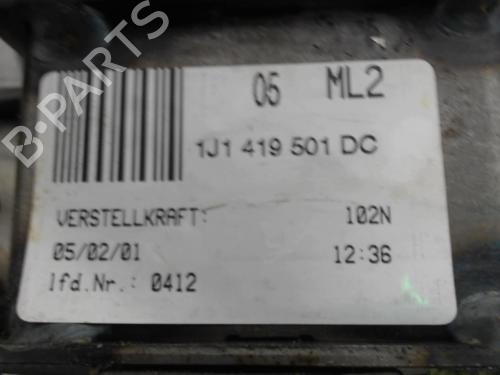 05 ML2
1J1 419 501 DC
VERSTELLKRAFT: 102N
05/02/01 12:36
lfd.Nr.: 0412
B-PARTS